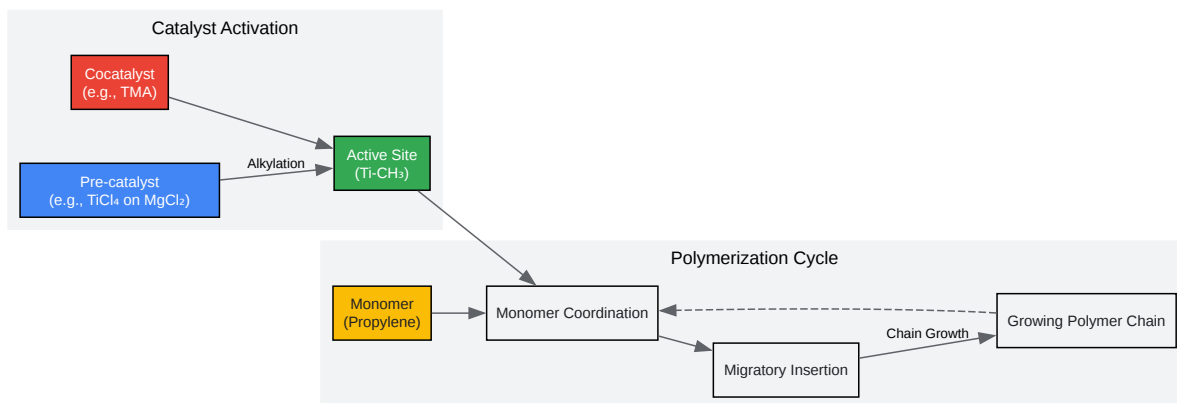 Catalyst Activation
Cocatalyst
(e.g., TMA)
Active Site
(Ti-CH₃)
Alkylation
Pre-catalyst
(e.g., TiCl₄ on MgCl₂)
Polymerization Cycle
Monomer
(Propylene)
Monomer Coordination
Migratory Insertion
Chain Growth
Growing Polymer Chain